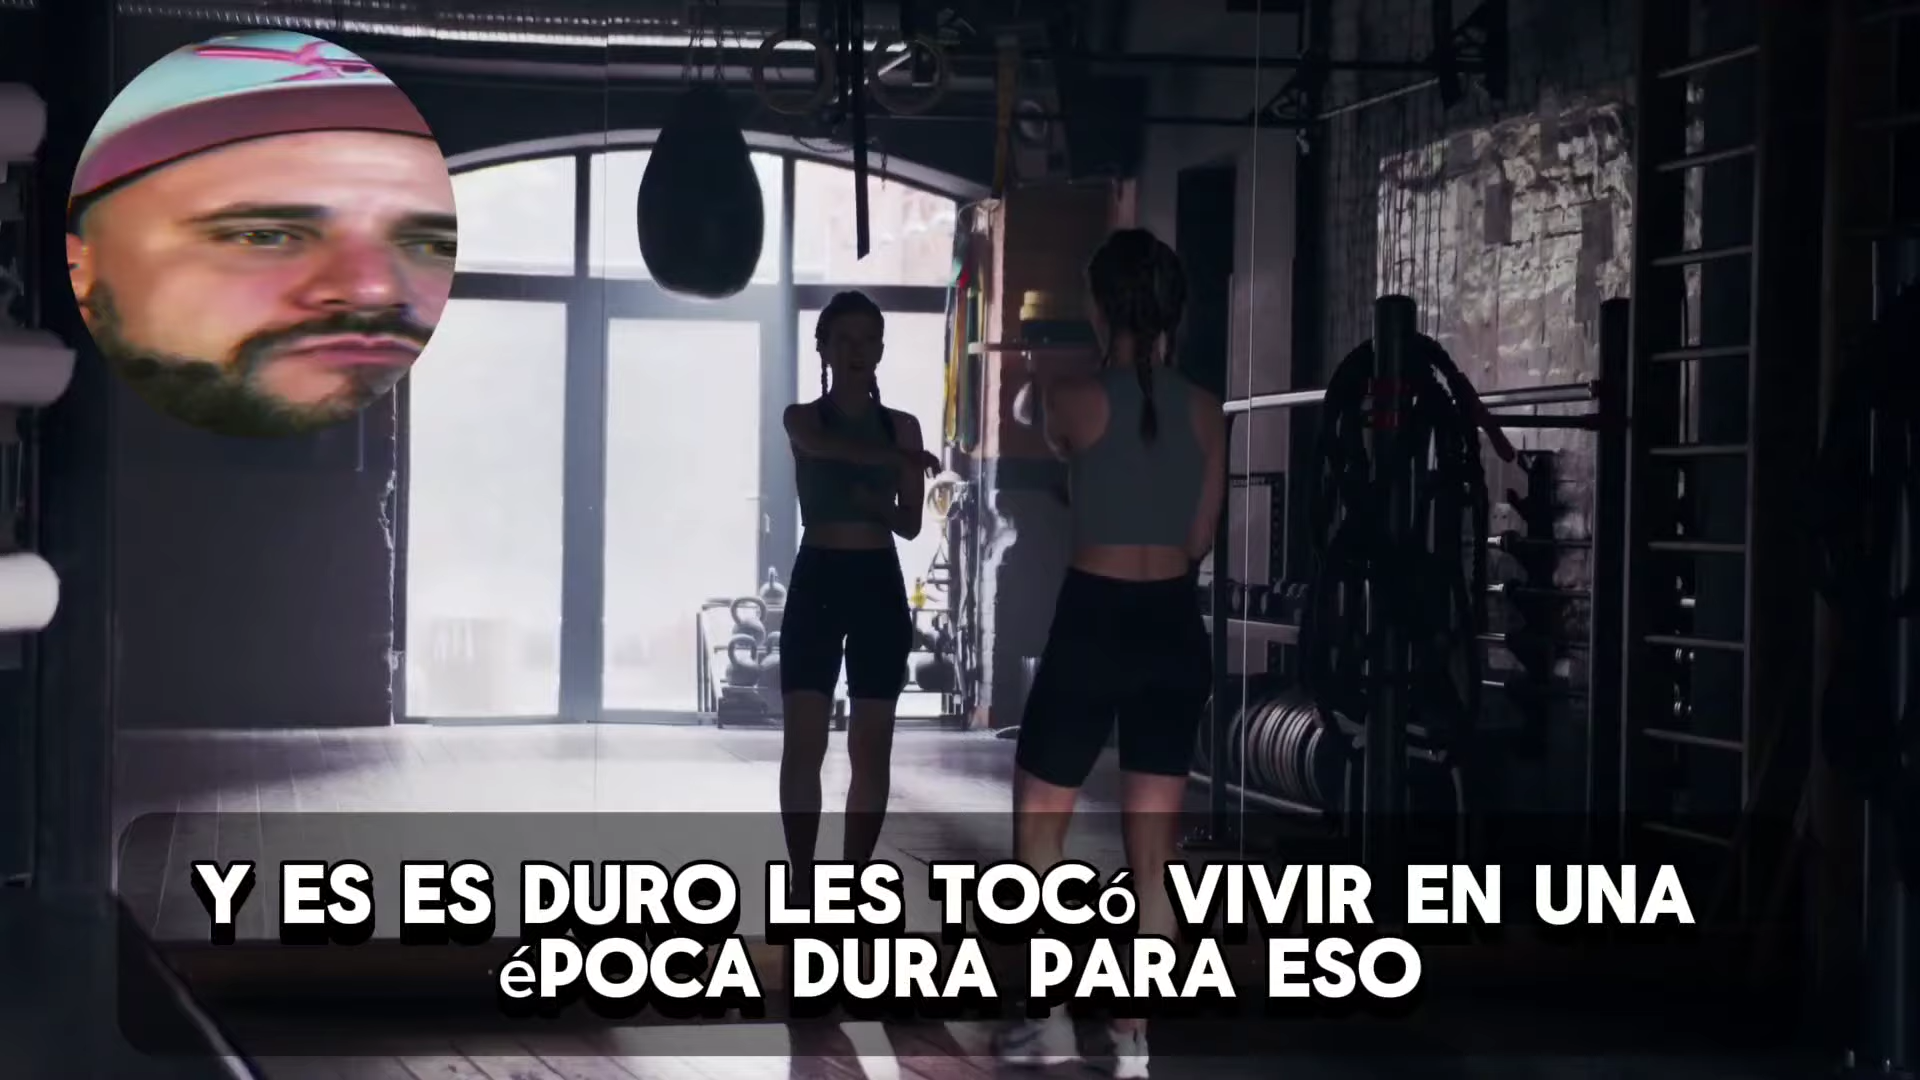 Y ES ES DURO LES TOCó VIVIR EN UNA
éPOCA DURA PARA ESO